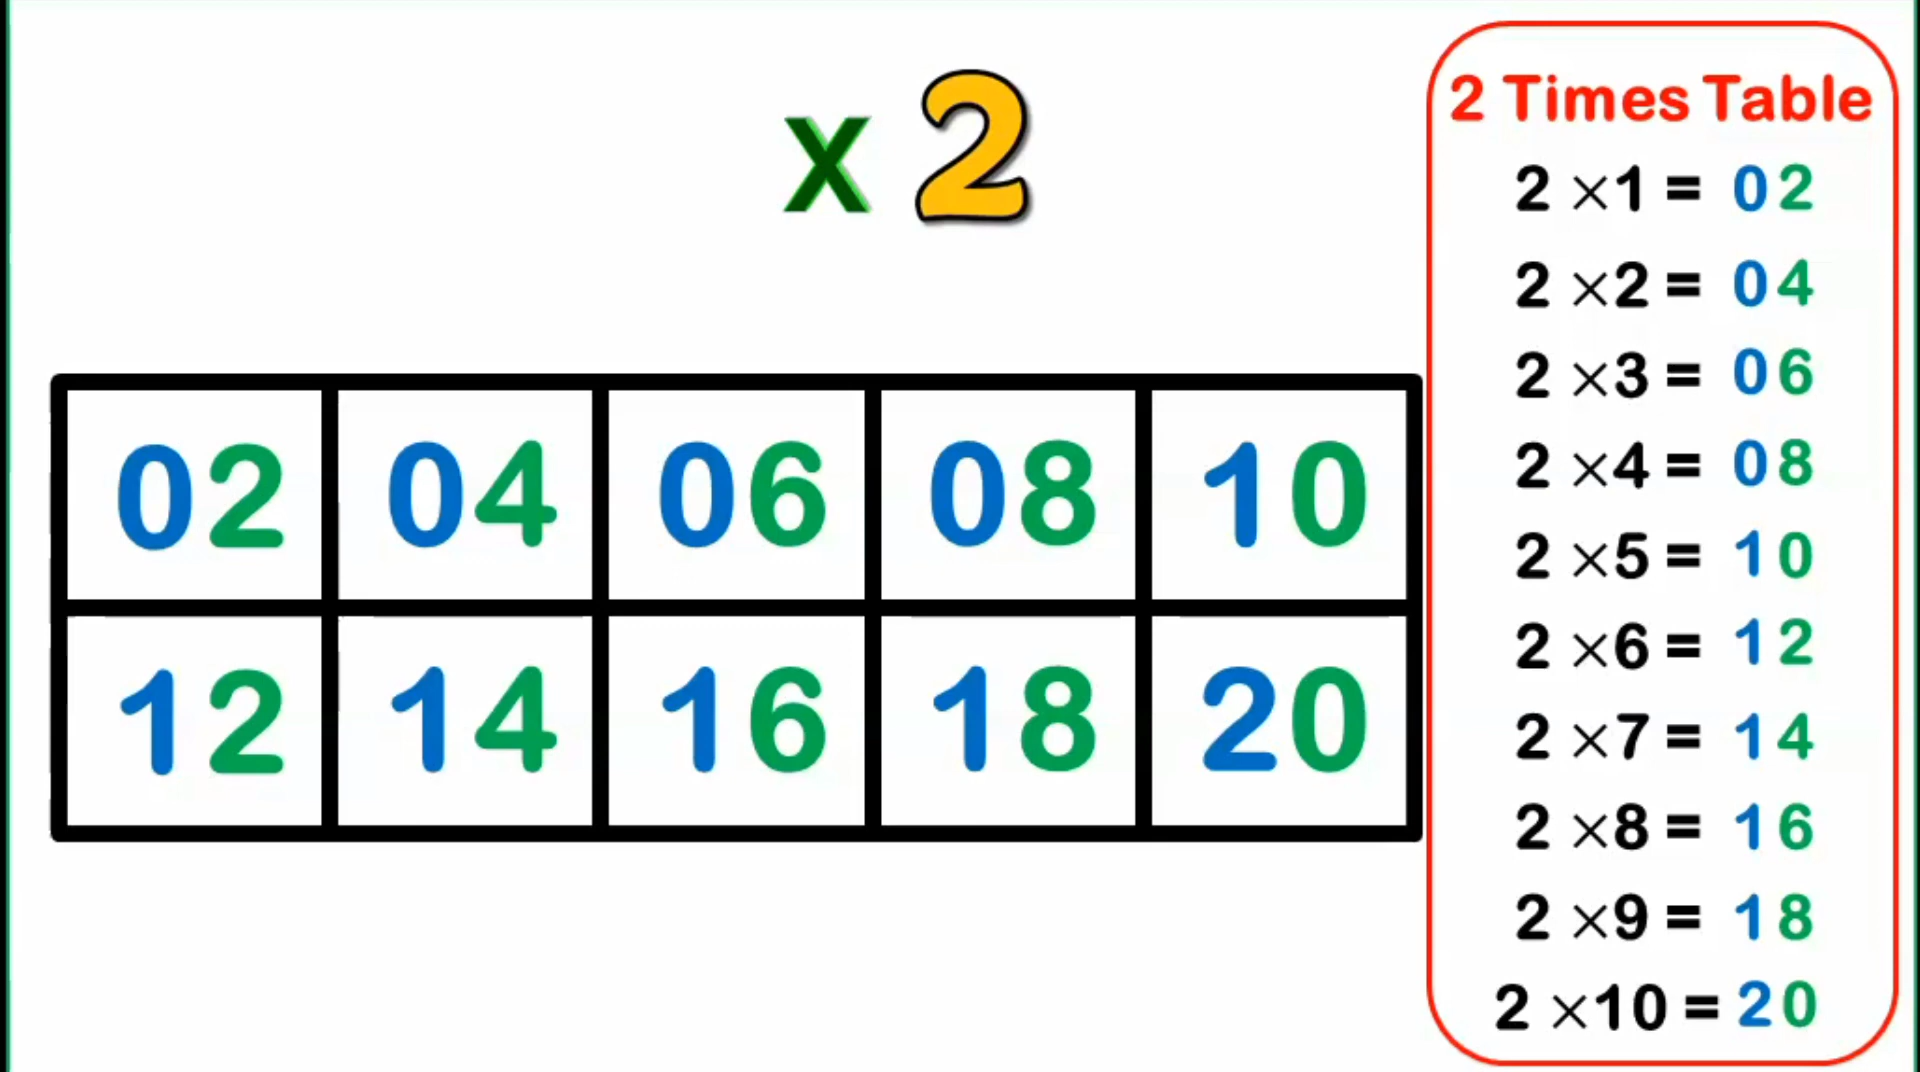 x 2
02 04 06 08 10
12 14 16 18 20
2 Times Table
2 ×1 = 02
2 ×2 = 04
2 ×3 = 06
2 ×4 = 08
2 ×5 = 10
2 ×6 = 12
2 ×7 = 14
2 ×8 = 16
2 ×9 = 18
2 ×10 = 20